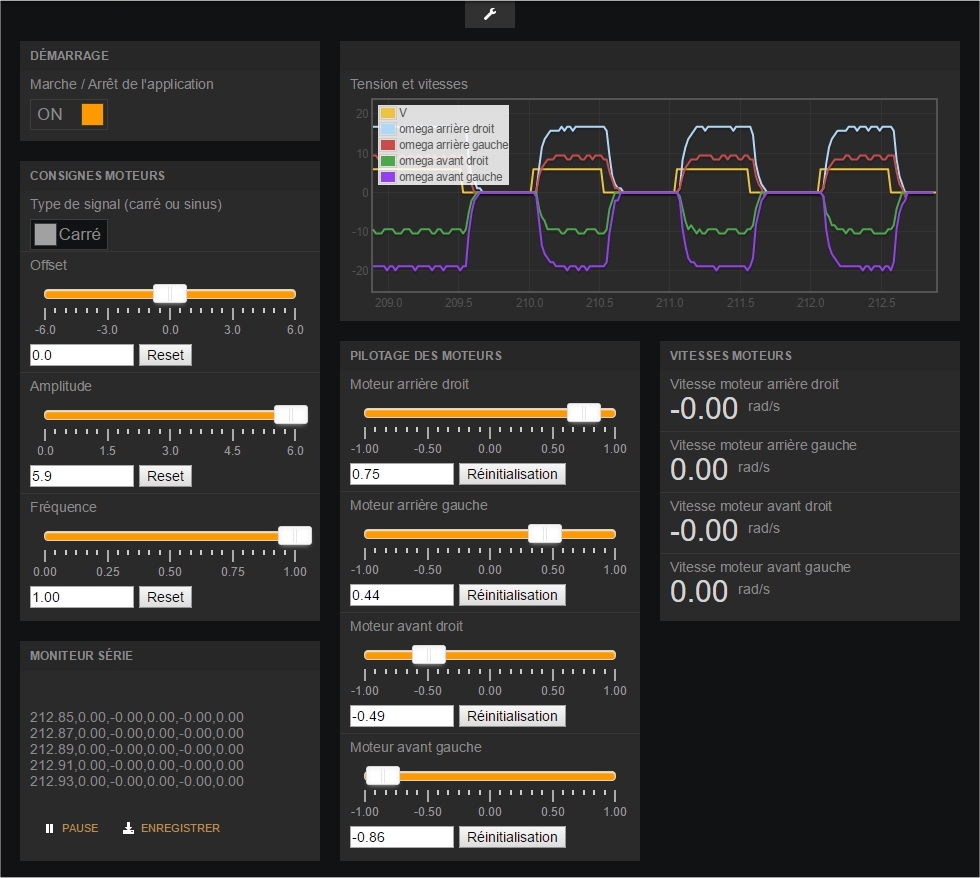 DÉMARRAGE
Marche / Arrêt de l'application
ON
CONSIGNES MOTEURS
Type de signal (carré ou sinus)
Carré
Offset
-6.0 -3.0 0.0 3.0 6.0
0.0 Reset
Amplitude
0.0 1.5 3.0 4.5 6.0
5.9 Reset
Fréquence
0.00 0.25 0.50 0.75 1.00
1.00 Reset
MONITEUR SÉRIE
212.85,0.00,-0.00,0.00,-0.00,0.00
212.87,0.00,-0.00,0.00,-0.00,0.00
212.89,0.00,-0.00,0.00,-0.00,0.00
212.91,0.00,-0.00,0.00,-0.00,0.00
212.93,0.00,-0.00,0.00,-0.00,0.00
PAUSE ENREGISTRER
Tension et vitesses
20
10
0
-10
-20
V
omega arrière droit
omega arrière gauche
omega avant droit
omega avant gauche
209.0 209.5 210.0 210.5 211.0 211.5 212.0 212.5
PILOTAGE DES MOTEURS
Moteur arrière droit
-1.00 -0.50 0.00 0.50 1.00
0.75 Réinitialisation
Moteur arrière gauche
-1.00 -0.50 0.00 0.50 1.00
0.44 Réinitialisation
Moteur avant droit
-1.00 -0.50 0.00 0.50 1.00
-0.49 Réinitialisation
Moteur avant gauche
-1.00 -0.50 0.00 0.50 1.00
-0.86 Réinitialisation
VITESSES MOTEURS
Vitesse moteur arrière droit
-0.00 rad/s
Vitesse moteur arrière gauche
0.00 rad/s
Vitesse moteur avant droit
-0.00 rad/s
Vitesse moteur avant gauche
0.00 rad/s